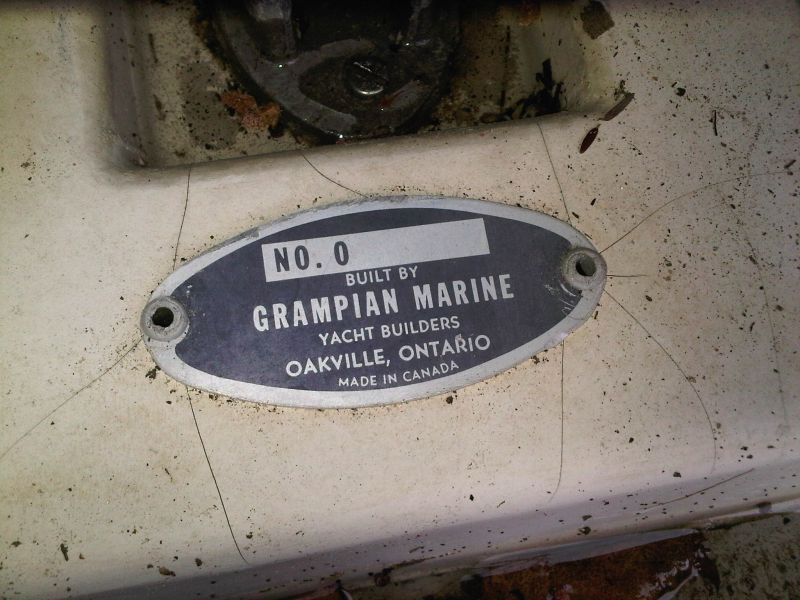 NO. 0
BUILT BY
GRAMPIAN MARINE
YACHT BUILDERS
OAKVILLE, ONTARIO
MADE IN CANADA